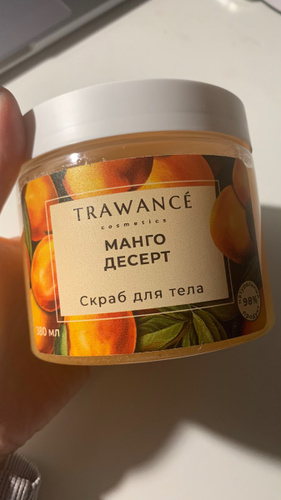 TRAWANCÉ
cosmetics
МАНГО
ДЕСЕРТ
Скраб для тела
98%